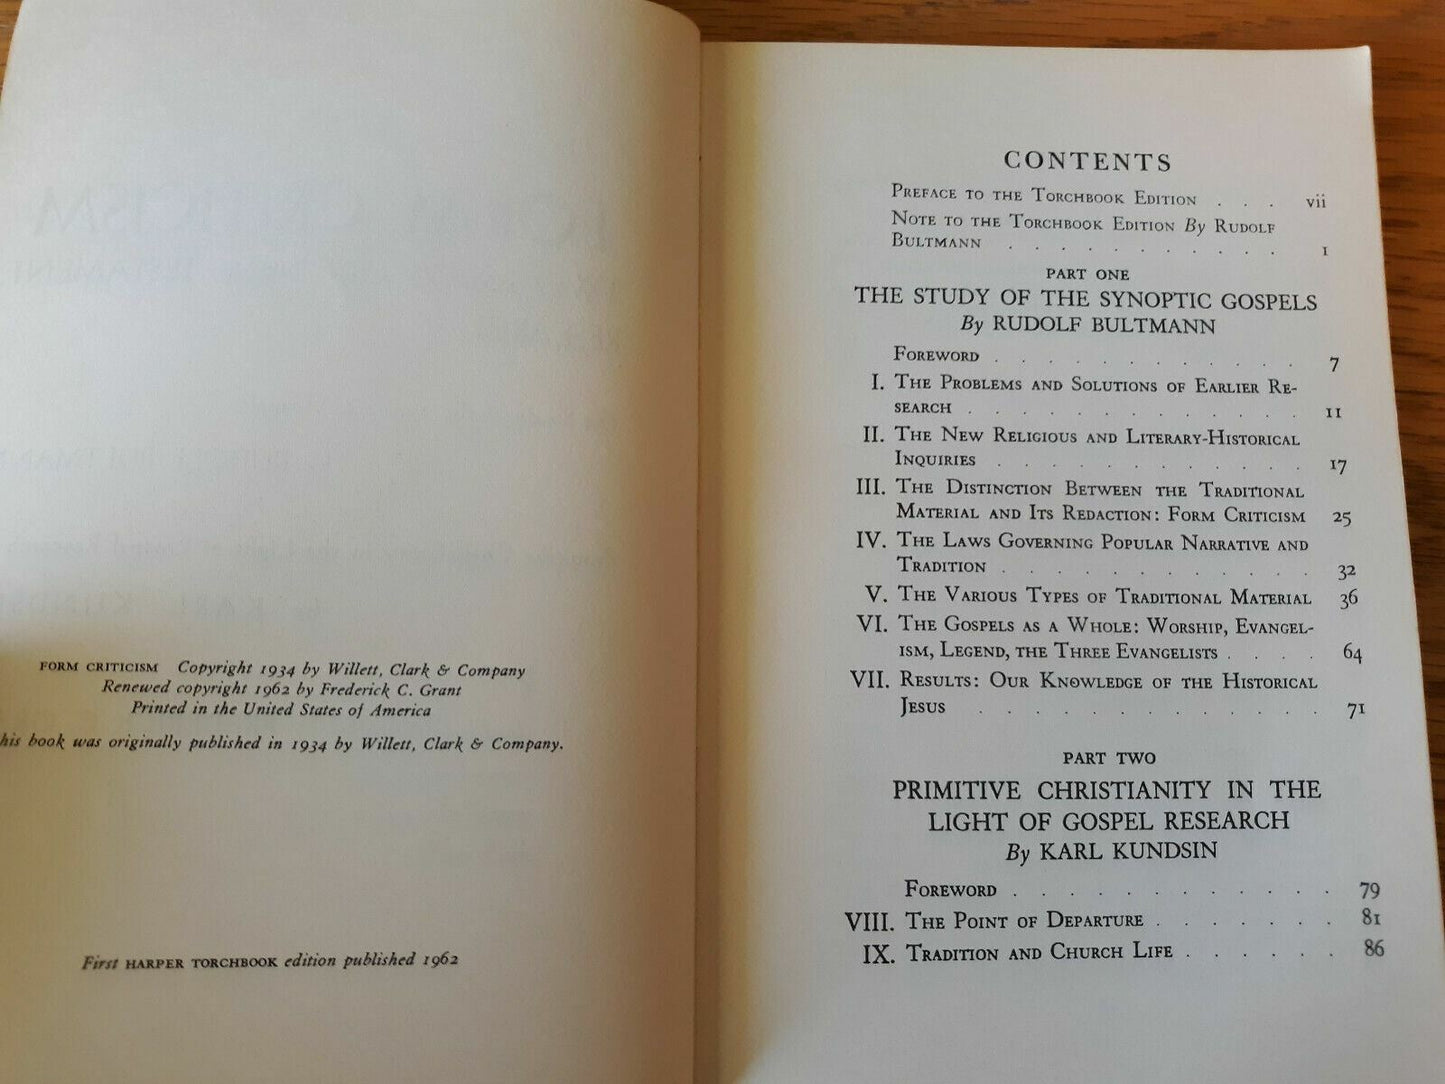 FORM CRITICISM Copyright 1934 by Willett, Clark & Company
Renewed copyright 1962 by Frederick C. Grant
Printed in the United States of America
book was originally published in 1934 by Willett, Clark & Company.
First HARPER TORCHBOOK edition published 1962
CONTENTS
PREFACE TO THE TORCHBOOK EDITION . . . vii
NOTE TO THE TORCHBOOK EDITION By RUDOLF
BULTMANN . . . . . . . . . . . 1
PART ONE
THE STUDY OF THE SYNOPTIC GOSPELS
By RUDOLF BULTMANN
FOREWORD . . . . . . . . . . . . 7
I. THE PROBLEMS AND SOLUTIONS OF EARLIER RE-
SEARCH . . . . . . . . . . . . . 11
II. THE NEW RELIGIOUS AND LITERARY-HISTORICAL
INQUIRIES . . . . . . . . . . . . 17
III. THE DISTINCTION BETWEEN THE TRADITIONAL
MATERIAL AND ITS REDACTION: FORM CRITICISM 25
IV. THE LAWS GOVERNING POPULAR NARRATIVE AND
TRADITION . . . . . . . . . . . . 32
V. THE VARIOUS TYPES OF TRADITIONAL MATERIAL 36
VI. THE GOSPELS AS A WHOLE: WORSHIP, EVANGEL-
ISM, LEGEND, THE THREE EVANGELISTS . . . . 64
VII. RESULTS: OUR KNOWLEDGE OF THE HISTORICAL
JESUS . . . . . . . . . . . . . 71
PART TWO
PRIMITIVE CHRISTIANITY IN THE
LIGHT OF GOSPEL RESEARCH
By KARL KUNDSIN
FOREWORD . . . . . . . . . . . . 79
VIII. THE POINT OF DEPARTURE . . . . . . . 81
IX. TRADITION AND CHURCH LIFE . . . . . . 86